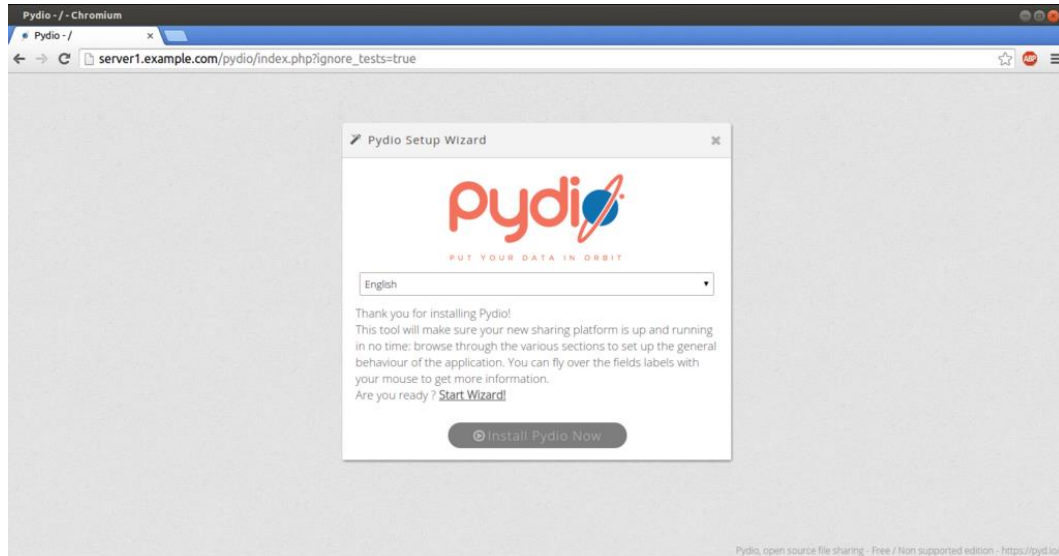 Pydio - / - Chromium
Pydio - /
server1.example.com/pydio/index.php?ignore_tests=true
ABP
Pydio Setup Wizard
pydio
PUT YOUR DATA IN ORBIT
English
Thank you for installing Pydio!
This tool will make sure your new sharing platform is up and running
in no time: browse through the various sections to set up the general
behaviour of the application. You can fly over the fields labels with
your mouse to get more information.
Are you ready ? Start Wizard!
Install Pydio Now
Pydio, open source file sharing - Free / Non supported edition - https://pyd.io